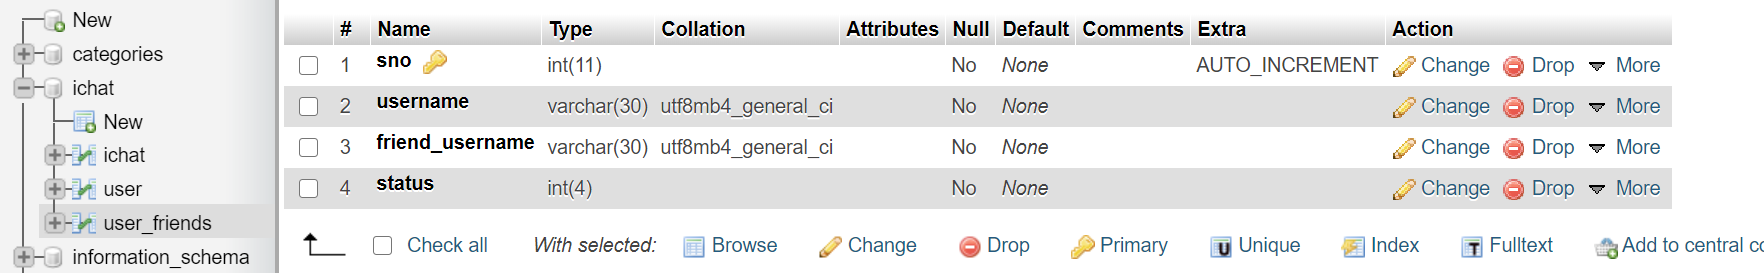 New
categories
ichat
New
ichat
user
user_friends
information_schema
# Name Type Collation Attributes Null Default Comments Extra Action
1 sno int(11) No None AUTO_INCREMENT Change Drop More
2 username varchar(30) utf8mb4_general_ci No None Change Drop More
3 friend_username varchar(30) utf8mb4_general_ci No None Change Drop More
4 status int(4) No None Change Drop More
Check all With selected: Browse Change Drop Primary Unique Index Fulltext Add to central